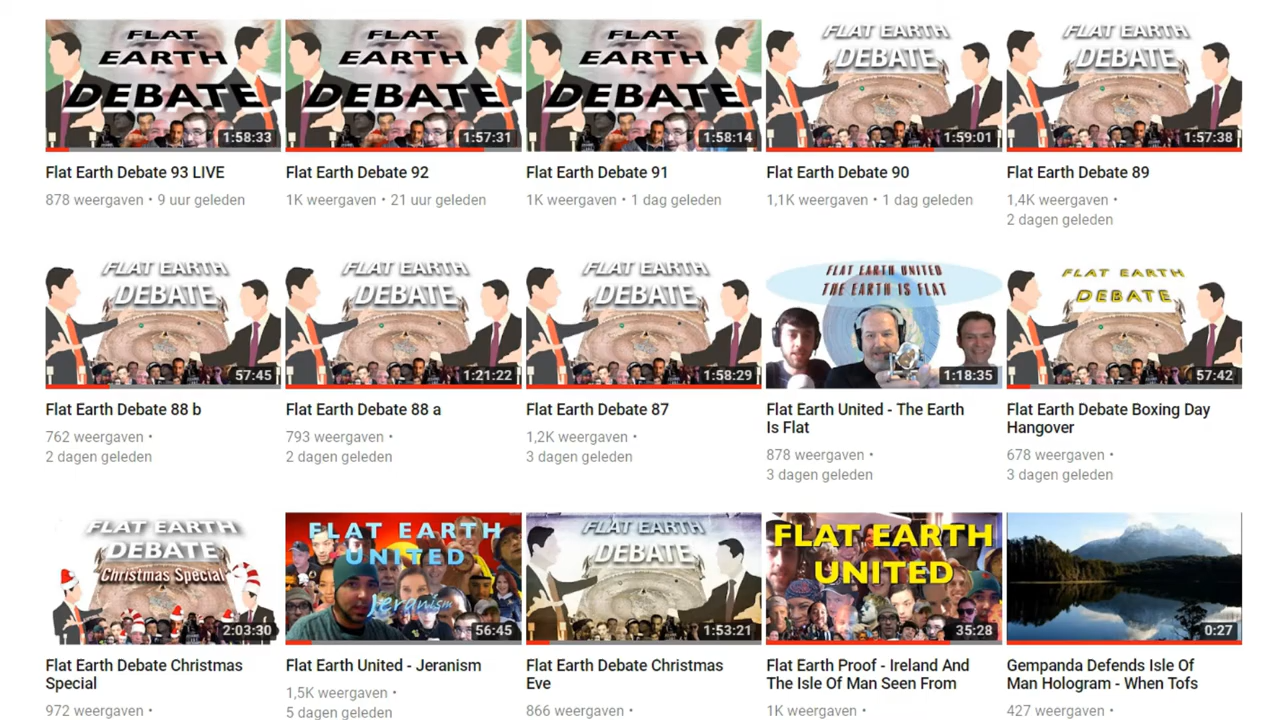 FLAT
EARTH
DEBATE
1:58:33
Flat Earth Debate 93 LIVE
878 weergaven • 9 uur geleden
FLAT
EARTH
DEBATE
1:57:31
Flat Earth Debate 92
1K weergaven • 21 uur geleden
FLAT
EARTH
DEBATE
1:58:14
Flat Earth Debate 91
1K weergaven • 1 dag geleden
FLAT EARTH
DEBATE
1:59:01
Flat Earth Debate 90
1,1K weergaven • 1 dag geleden
FLAT EARTH
DEBATE
1:57:38
Flat Earth Debate 89
1,4K weergaven •
2 dagen geleden
FLAT EARTH
DEBATE
57:45
Flat Earth Debate 88 b
762 weergaven •
2 dagen geleden
FLAT EARTH
DEBATE
1:21:22
Flat Earth Debate 88 a
793 weergaven •
2 dagen geleden
FLAT EARTH
DEBATE
1:58:29
Flat Earth Debate 87
1,2K weergaven •
3 dagen geleden
FLAT EARTH UNITED
THE EARTH IS FLAT
1:18:35
Flat Earth United - The Earth
Is Flat
878 weergaven •
3 dagen geleden
FLAT EARTH
DEBATE
57:42
Flat Earth Debate Boxing Day
Hangover
678 weergaven •
3 dagen geleden
FLAT EARTH
DEBATE
Christmas Special
2:03:30
Flat Earth Debate Christmas
Special
972 weergaven •
FLAT EARTH
UNITED
Jeranism
56:45
Flat Earth United - Jeranism
1,5K weergaven •
5 dagen geleden
FLAT EARTH
DEBATE
1:53:21
Flat Earth Debate Christmas
Eve
866 weergaven •
FLAT EARTH
UNITED
35:28
Flat Earth Proof - Ireland And
The Isle Of Man Seen From
1K weergaven •
0:27
Gempanda Defends Isle Of
Man Hologram - When Tofs
427 weergaven •